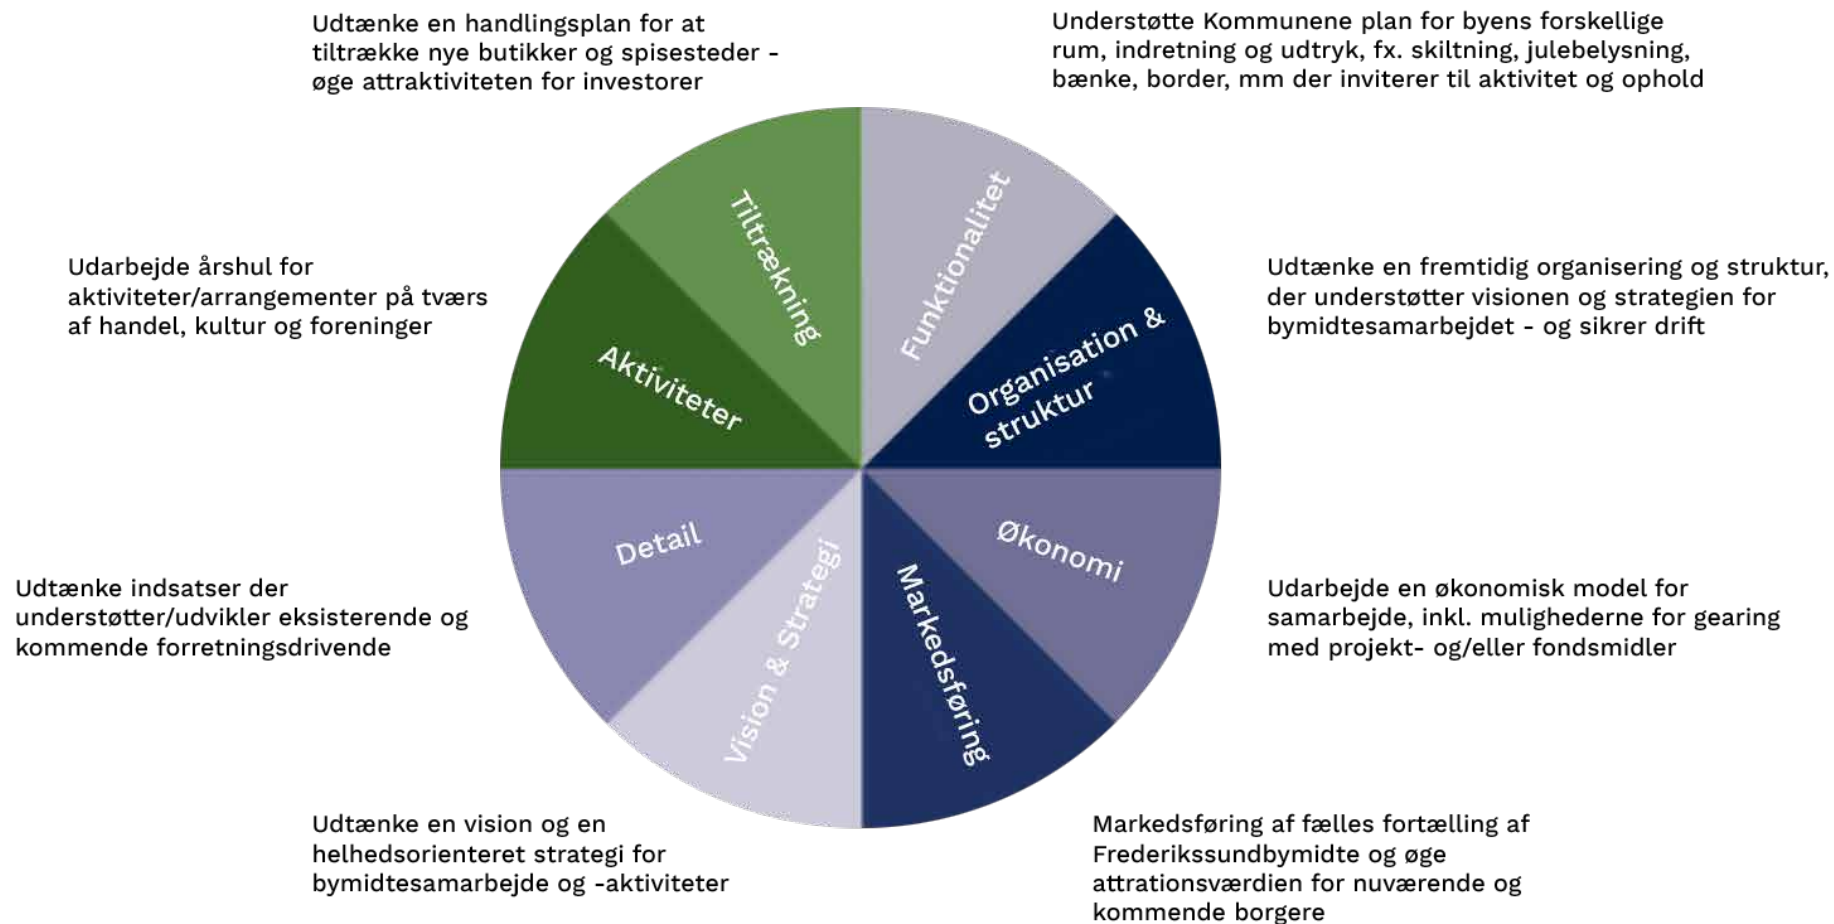 Udtænke en handlingsplan for at
tiltrække nye butikker og spisesteder -
øge attraktiviteten for investorer
Understøtte Kommunene plan for byens forskellige
rum, indretning og udtryk, fx. skiltning, julebelysning,
bænke, border, mm der inviterer til aktivitet og ophold
Tiltrækning
Funktionalitet
Udarbejde årshul for
aktiviteter/arrangementer på tværs
af handel, kultur og foreninger
Aktiviteter
Organisation &
struktur
Udtænke en fremtidig organisering og struktur,
der understøtter visionen og strategien for
bymidtesamarbejdet - og sikrer drift
Detail
Økonomi
Udtænke indsatser der
understøtter/udvikler eksisterende og
kommende forretningsdrivende
Vision & Strategi
Markedsføring
Udarbejde en økonomisk model for
samarbejde, inkl. mulighederne for gearing
med projekt- og/eller fondsmidler
Udtænke en vision og en
helhedsorienteret strategi for
bymidtesamarbejde og -aktiviteter
Markedsføring af fælles fortælling af
Frederikssundbymidte og øge
attrationsværdien for nuværende og
kommende borgere